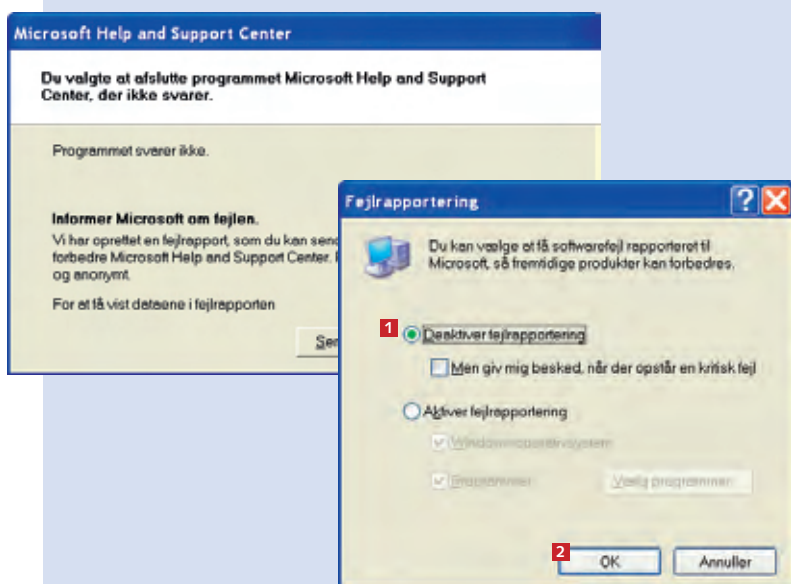 Microsoft Help and Support Center
Du valgte at afslutte programmet Microsoft Help and Support
Center, der ikke svarer.
Programmet svarer ikke.
Informer Microsoft om fejlen.
Vi har oprettet en fejlrapport, som du kan
forbedre Microsoft Help and Support Center.
og anonymt.
For at få vist dataene i fejlrapporten
Fejlrapportering
Du kan vælge at få softwarefejl rapporteret til
Microsoft, så fremtidige produkter kan forbedres.
1 Deaktiver fejlrapportering
Men giv mig besked, når der opstår en kritisk fejl
Aktiver fejlrapportering
Windows-operativsystem
Programmer
Vælg programmer
2 OK
Annuller